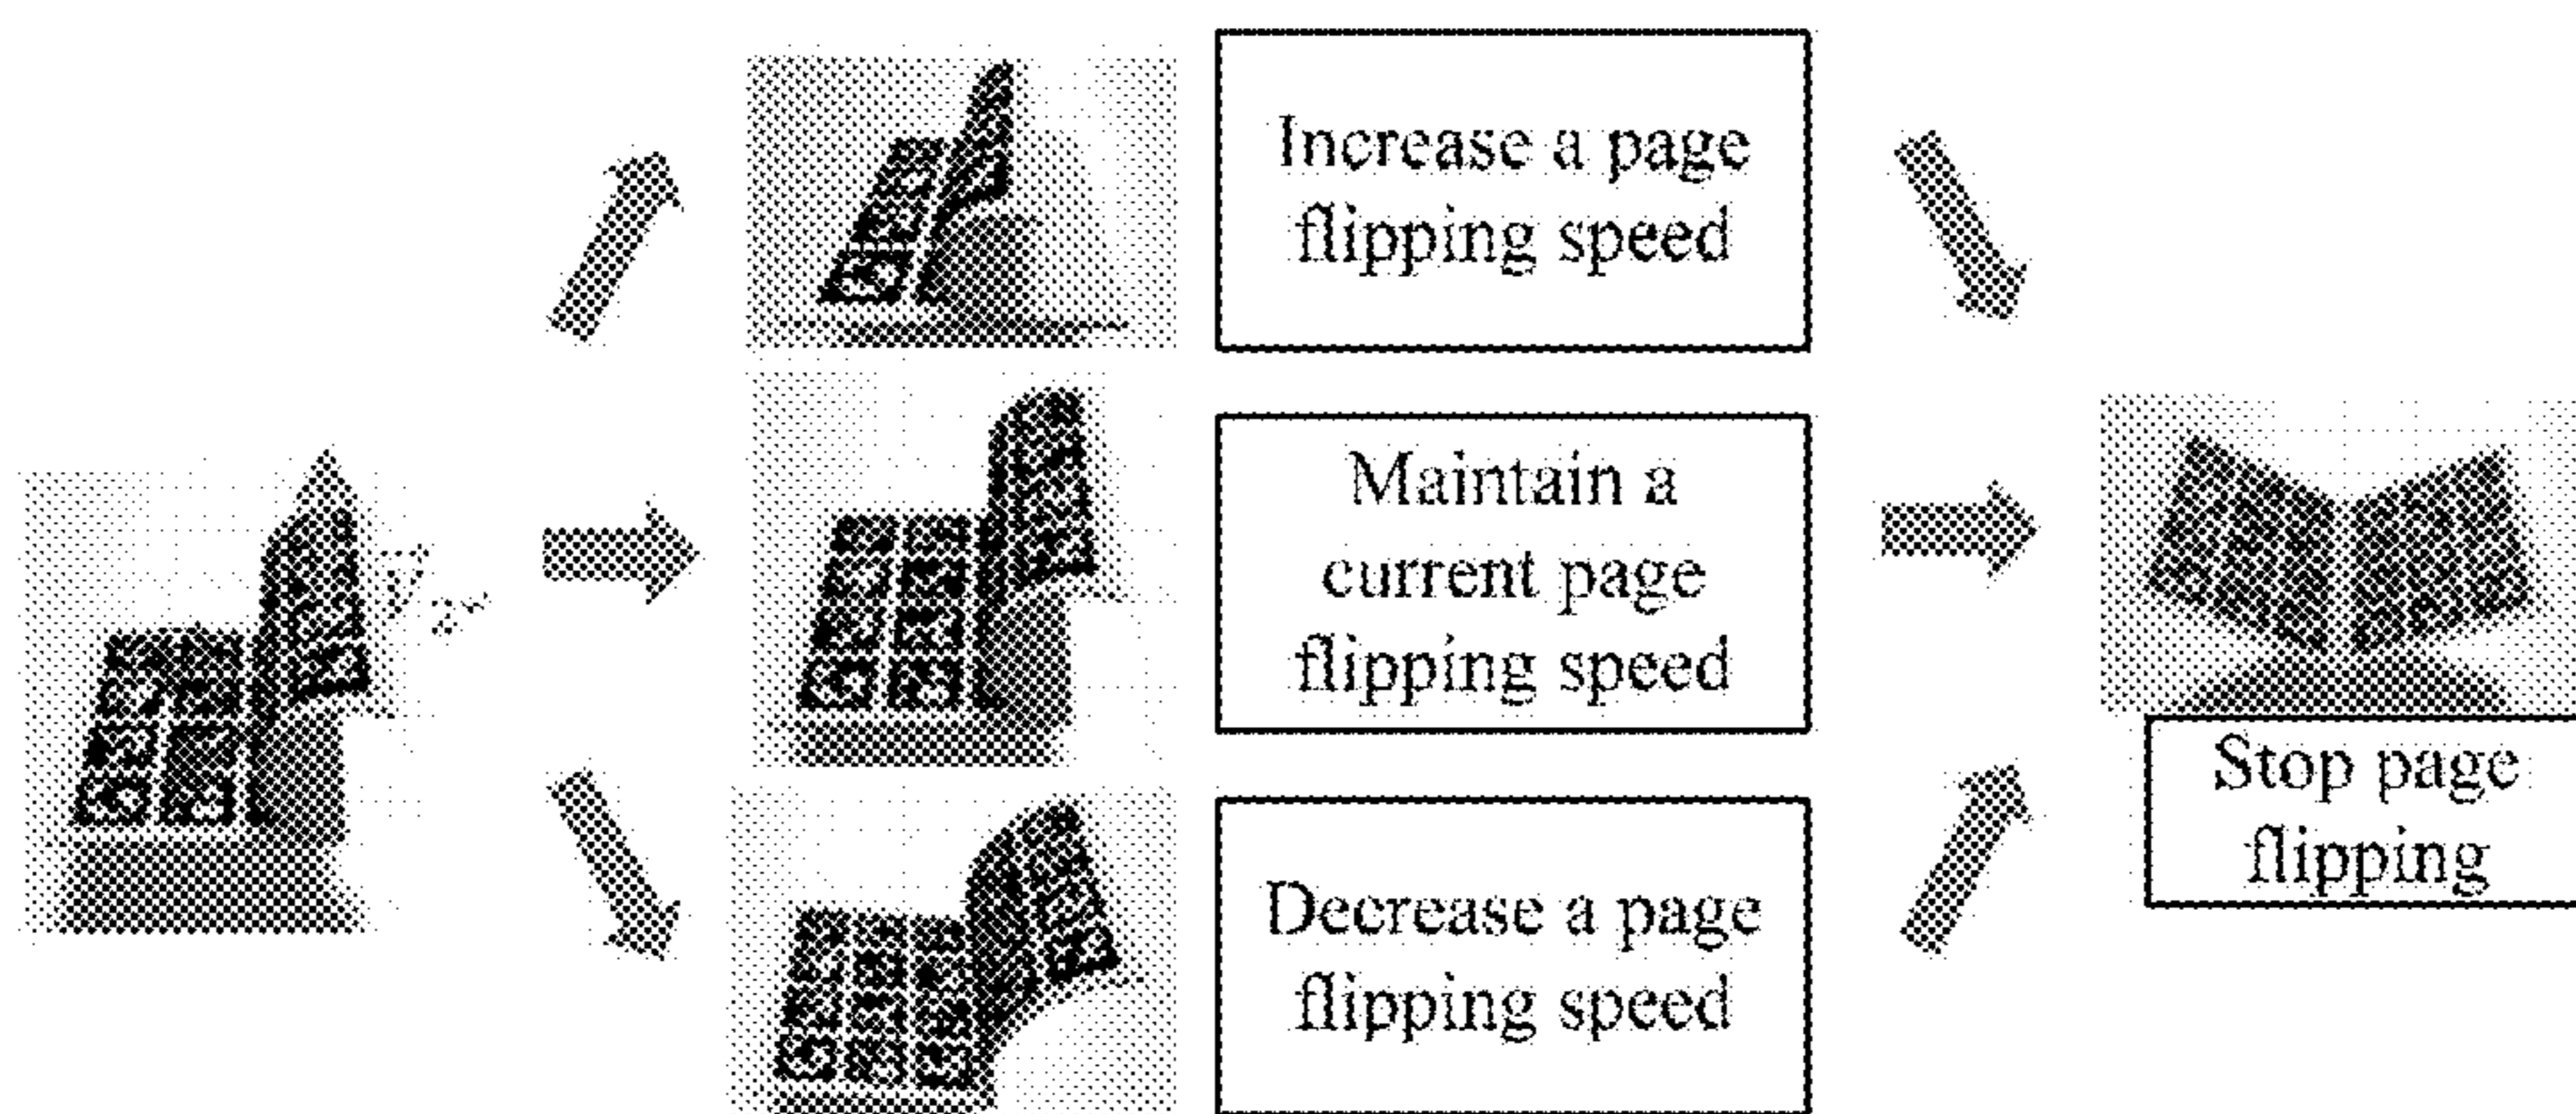 Increase a page
flipping speed
Maintain a
current page
flipping speed
Decrease a page
flipping speed
Stop page
flipping